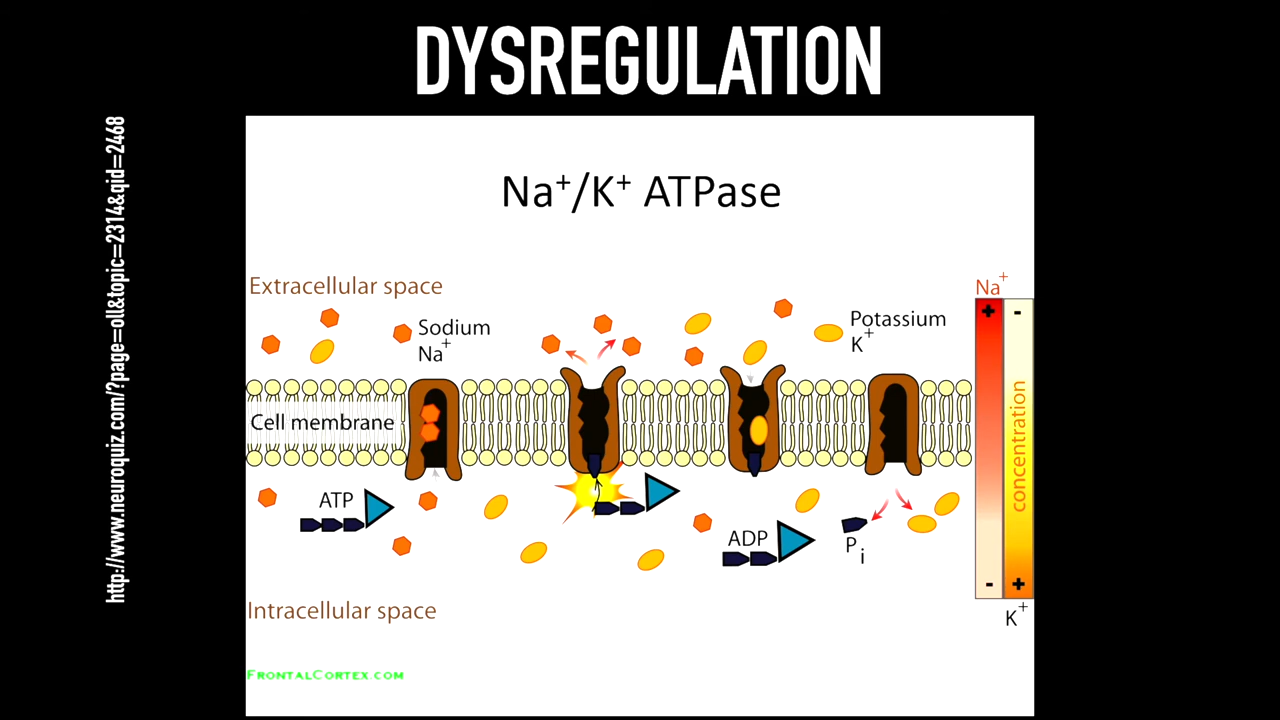 DYSREGULATION
http://www.neuroquiz.com/?page=oll&topic=2314&qid=2468
Na⁺/K⁺ ATPase
Extracellular space
Na⁺
+ -
Sodium
Na⁺
Potassium
K⁺
Cell membrane
concentration
ATP
ADP
P i
- +
K⁺
Intracellular space
FRONTALCORTEX.COM